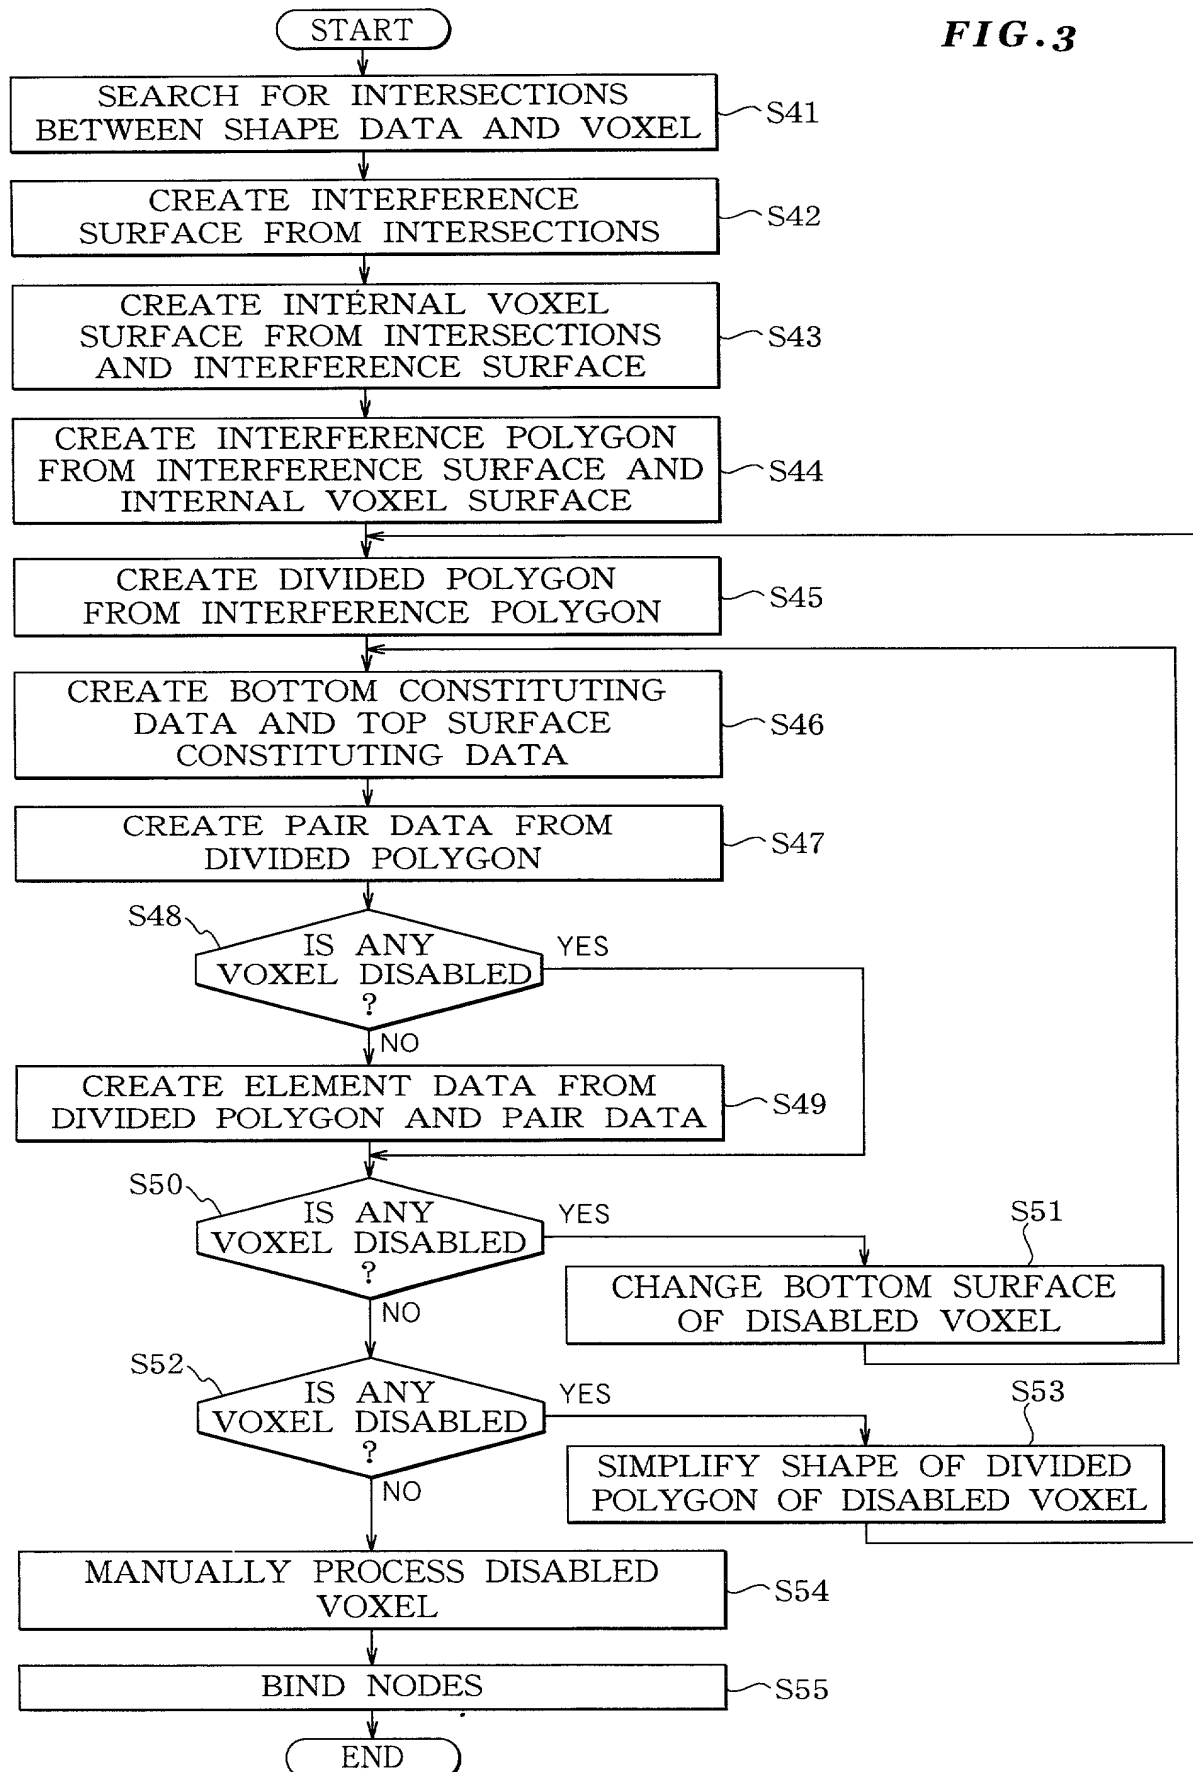 FIG.3
START
SEARCH FOR INTERSECTIONS
BETWEEN SHAPE DATA AND VOXEL
S41
CREATE INTERFERENCE
SURFACE FROM INTERSECTIONS
S42
CREATE INTERNAL VOXEL
SURFACE FROM INTERSECTIONS
AND INTERFERENCE SURFACE
S43
CREATE INTERFERENCE POLYGON
FROM INTERFERENCE SURFACE AND
INTERNAL VOXEL SURFACE
S44
CREATE DIVIDED POLYGON
FROM INTERFERENCE POLYGON
S45
CREATE BOTTOM CONSTITUTING
DATA AND TOP SURFACE
CONSTITUTING DATA
S46
CREATE PAIR DATA FROM
DIVIDED POLYGON
S47
S48
IS ANY
VOXEL DISABLED
?
YES
NO
CREATE ELEMENT DATA FROM
DIVIDED POLYGON AND PAIR DATA
S49
S50
IS ANY
VOXEL DISABLED
?
YES
NO
S51
CHANGE BOTTOM SURFACE
OF DISABLED VOXEL
S52
IS ANY
VOXEL DISABLED
?
YES
NO
S53
SIMPLIFY SHAPE OF DIVIDED
POLYGON OF DISABLED VOXEL
MANUALLY PROCESS DISABLED
VOXEL
S54
BIND NODES
S55
END